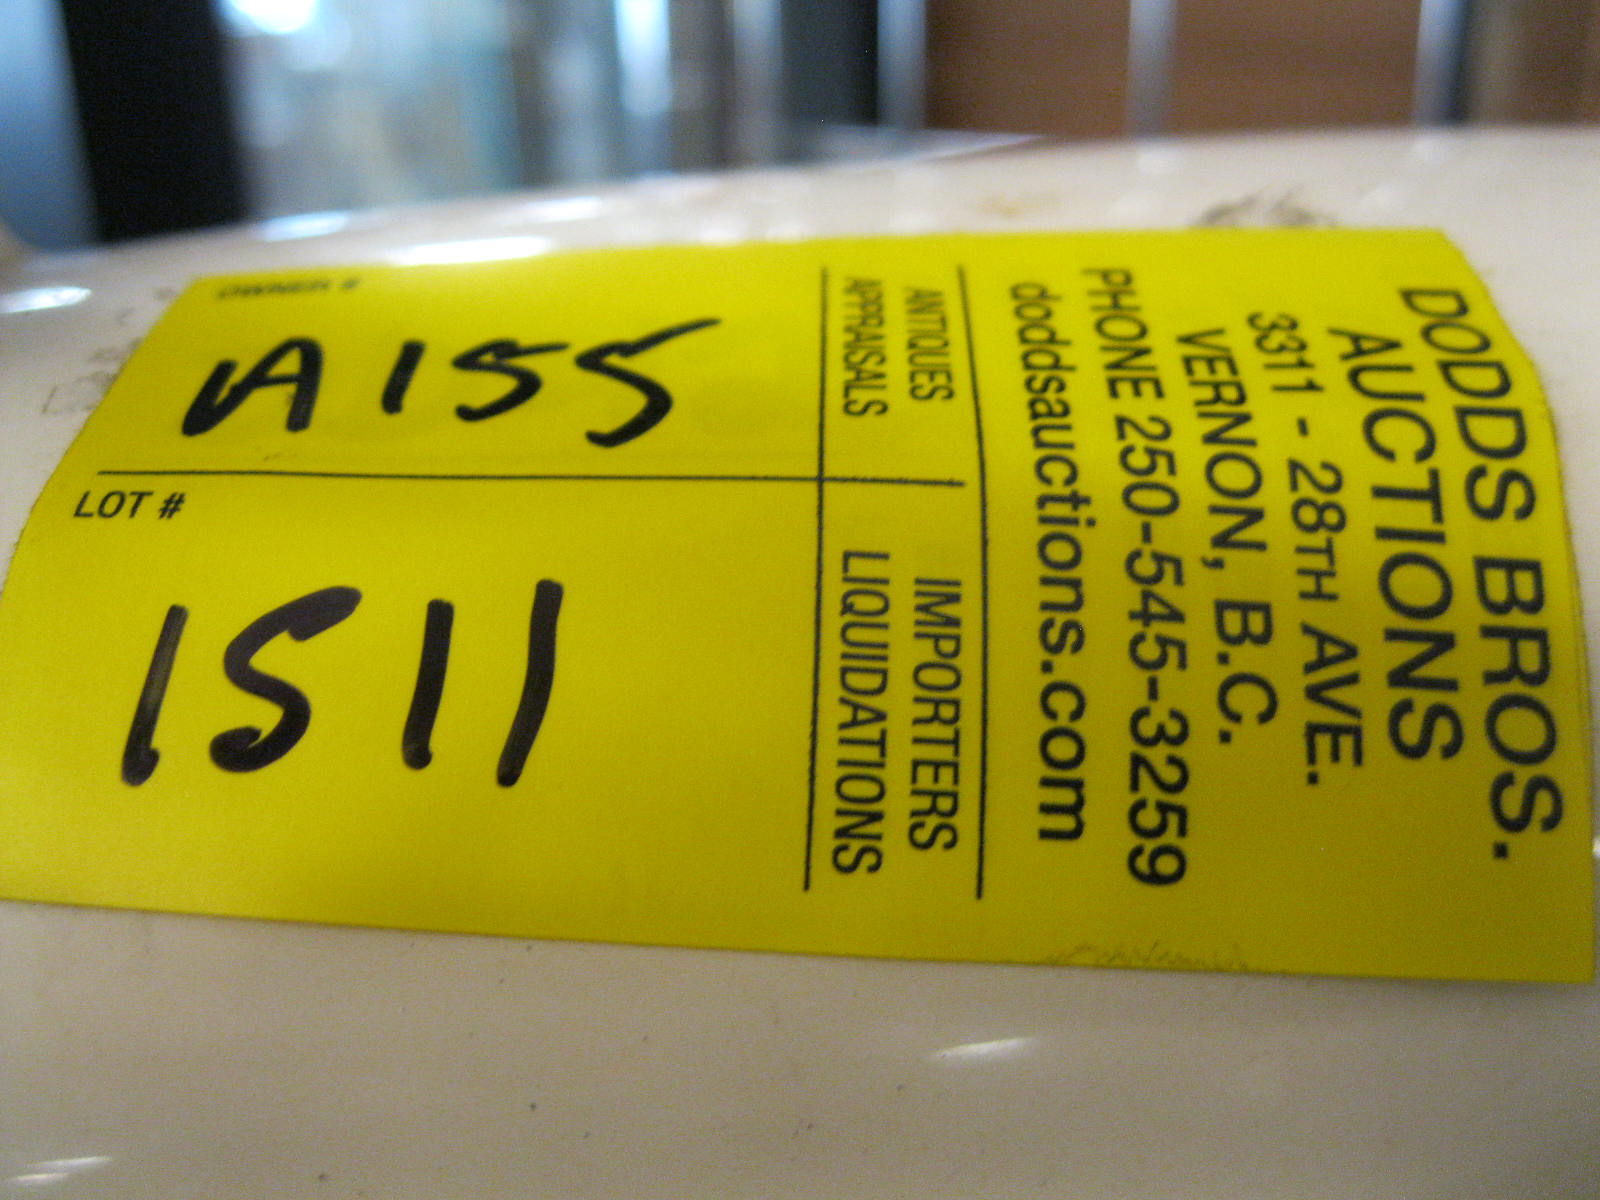 DODDS BROS.
AUCTIONS
3311 - 28TH AVE.
VERNON, B.C.
PHONE 250-545-3259
doddsauctions.com
ANTIQUES
APPRAISALS
IMPORTERS
LIQUIDATIONS
OWNER #
A155
LOT #
1511